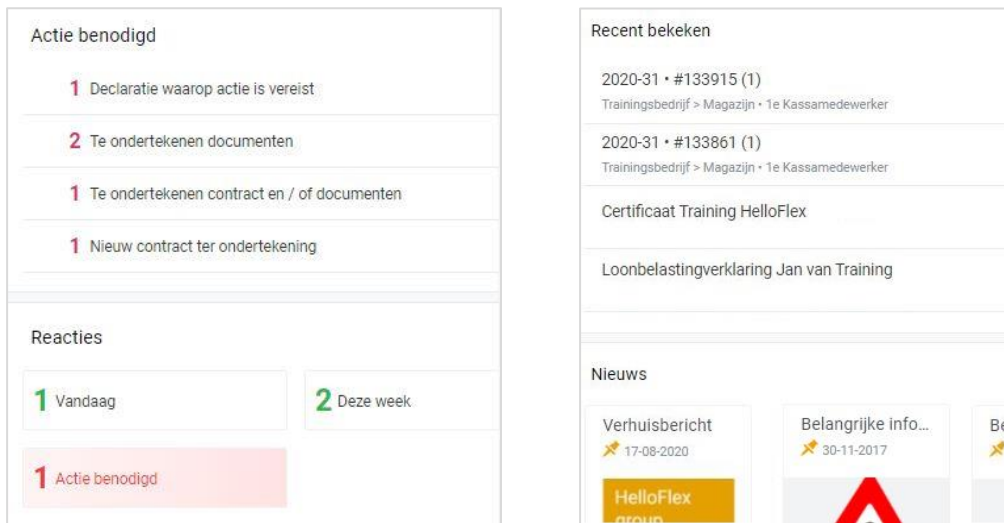 Actie benodigd
1 Declaratie waarop actie is vereist
2 Te ondertekenen documenten
1 Te ondertekenen contract en / of documenten
1 Nieuw contract ter ondertekening
Reacties
1 Vandaag
2 Deze week
1 Actie benodigd
Recent bekeken
2020-31 • #133915 (1)
Trainingsbedrijf > Magazijn • 1e Kassamedewerker
2020-31 • #133861 (1)
Trainingsbedrijf > Magazijn • 1e Kassamedewerker
Certificaat Training HelloFlex
Loonbelastingverklaring Jan van Training
Nieuws
Verhuisbericht
17-08-2020
HelloFlex
group
Belangrijke info...
30-11-2017
Be